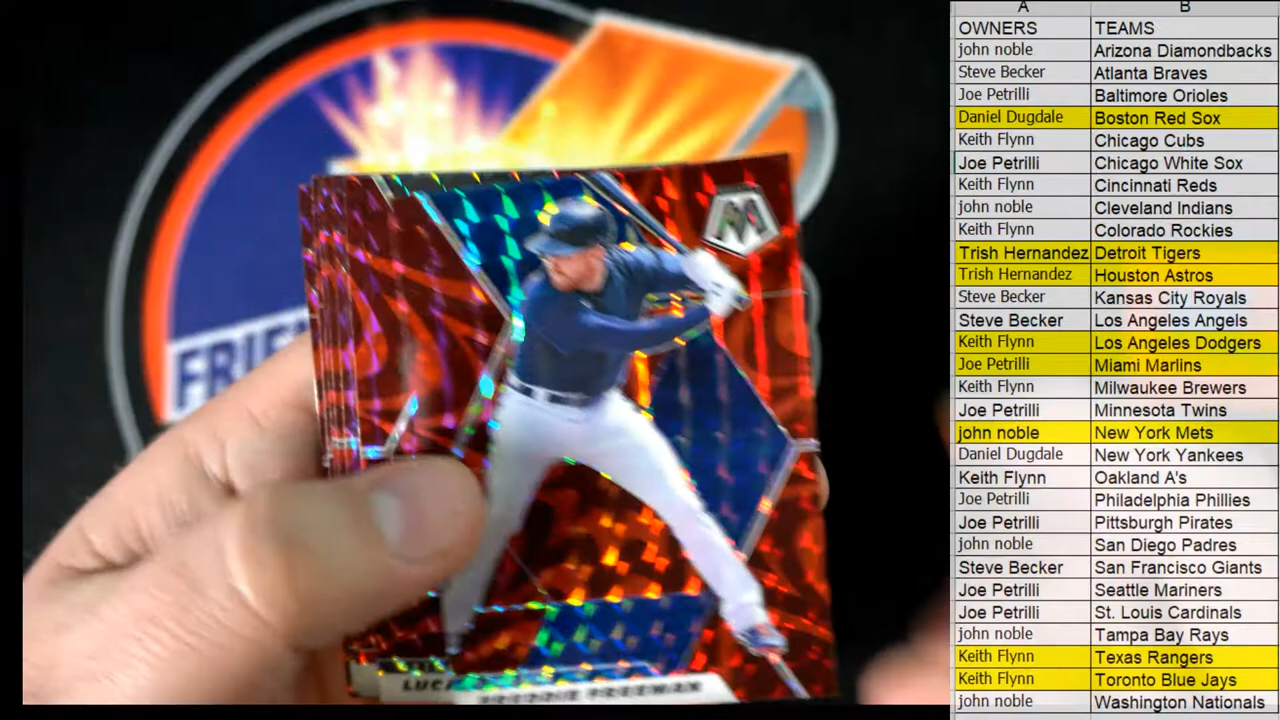 FRIE
M
LUCA
FREDDIE FREEMAN
A B
OWNERS TEAMS
john noble Arizona Diamondbacks
Steve Becker Atlanta Braves
Joe Petrilli Baltimore Orioles
Daniel Dugdale Boston Red Sox
Keith Flynn Chicago Cubs
Joe Petrilli Chicago White Sox
Keith Flynn Cincinnati Reds
john noble Cleveland Indians
Keith Flynn Colorado Rockies
Trish Hernandez Detroit Tigers
Trish Hernandez Houston Astros
Steve Becker Kansas City Royals
Steve Becker Los Angeles Angels
Keith Flynn Los Angeles Dodgers
Joe Petrilli Miami Marlins
Keith Flynn Milwaukee Brewers
Joe Petrilli Minnesota Twins
john noble New York Mets
Daniel Dugdale New York Yankees
Keith Flynn Oakland A's
Joe Petrilli Philadelphia Phillies
Joe Petrilli Pittsburgh Pirates
john noble San Diego Padres
Steve Becker San Francisco Giants
Joe Petrilli Seattle Mariners
Joe Petrilli St. Louis Cardinals
john noble Tampa Bay Rays
Keith Flynn Texas Rangers
Keith Flynn Toronto Blue Jays
john noble Washington Nationals